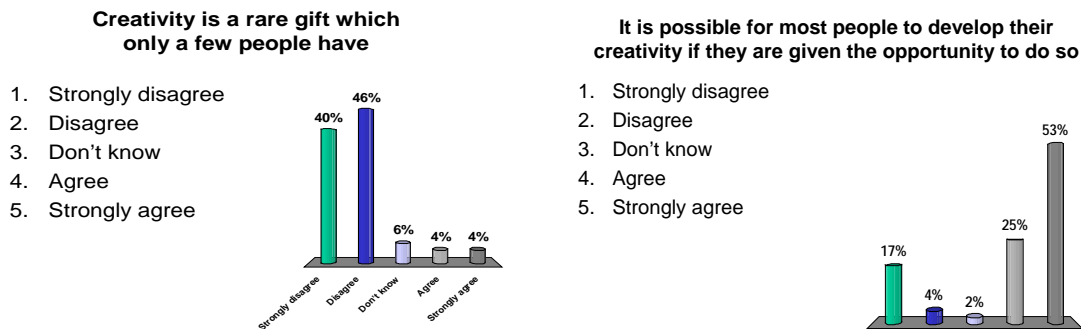 Creativity is a rare gift which
only a few people have
1. Strongly disagree
2. Disagree
3. Don't know
4. Agree
5. Strongly agree
40%
46%
6%
4%
4%
Strongly disagree
Disagree
Don't know
Agree
Strongly agree
It is possible for most people to develop their
creativity if they are given the opportunity to do so
1. Strongly disagree
2. Disagree
3. Don't know
4. Agree
5. Strongly agree
17%
4%
2%
25%
53%